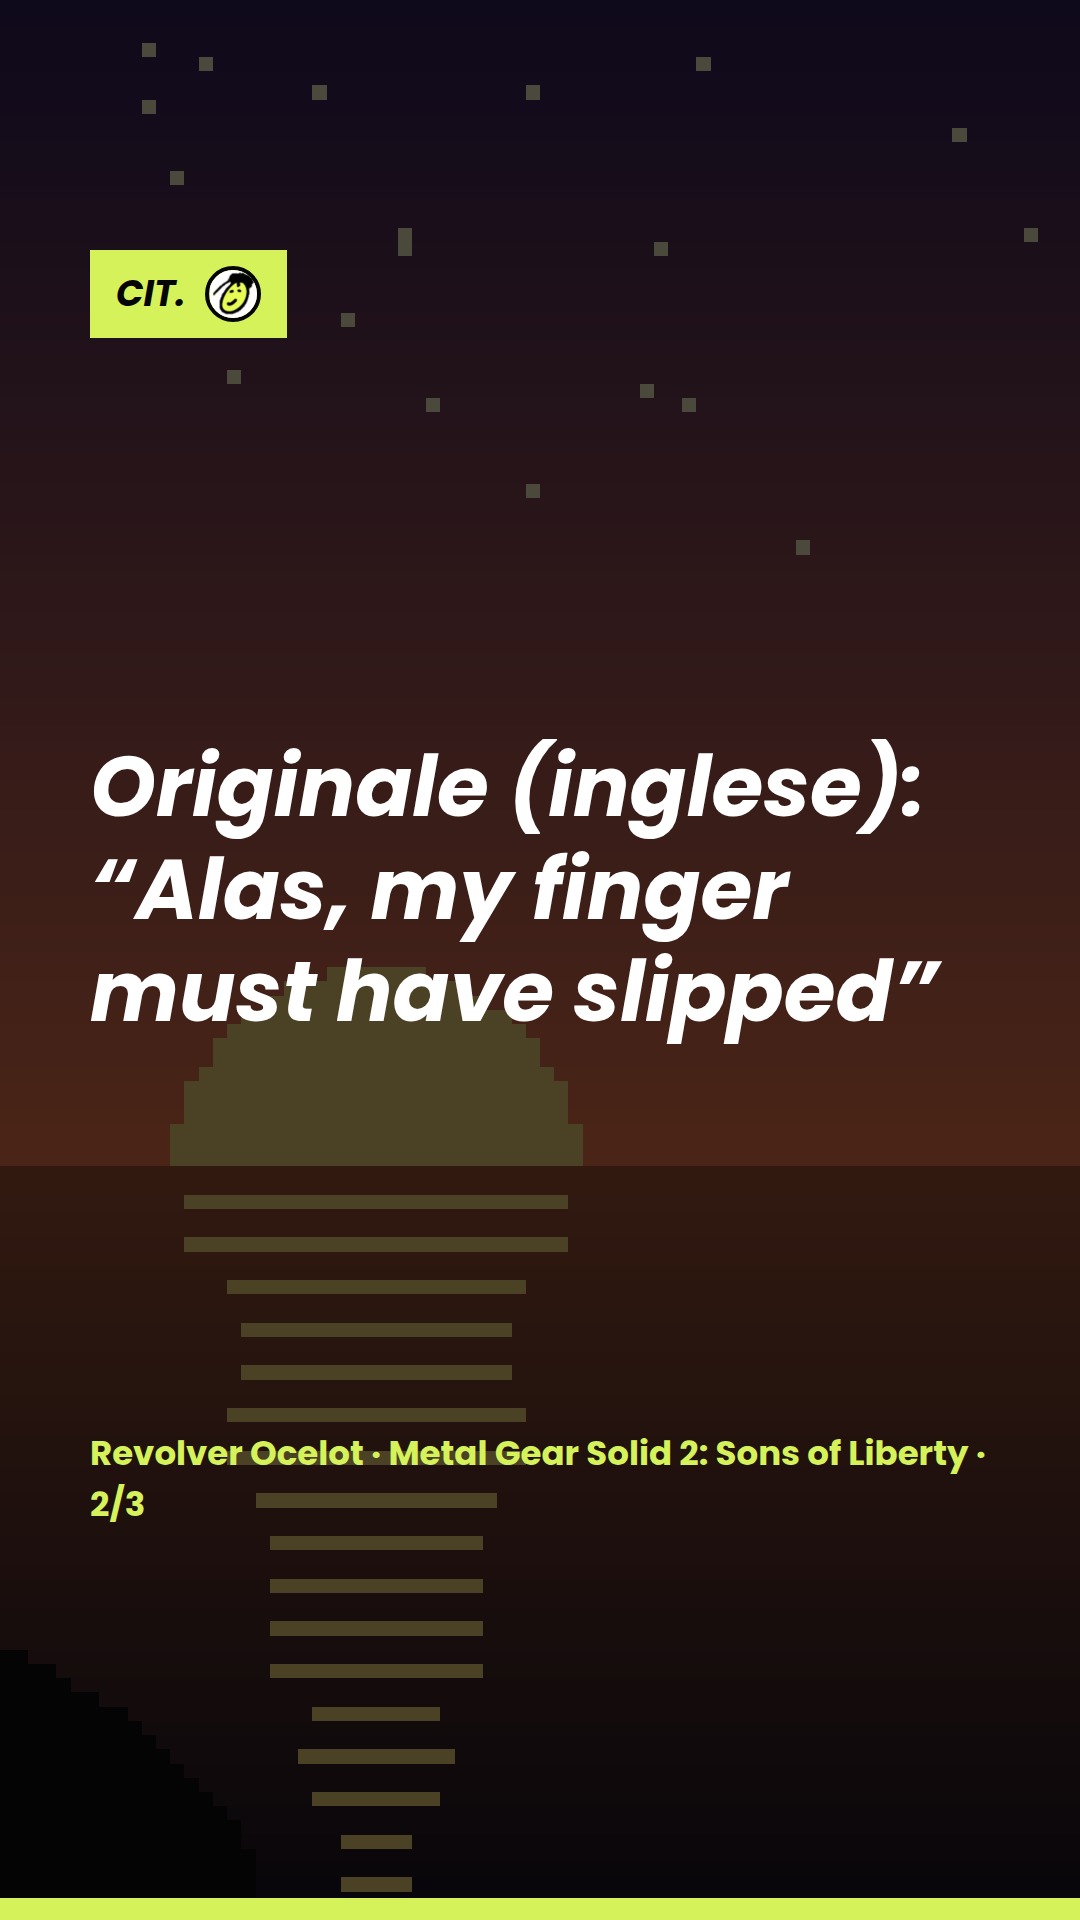 CIT.
Originale (inglese):
“Alas, my finger
must have slipped”
Revolver Ocelot · Metal Gear Solid 2: Sons of Liberty ·
2/3